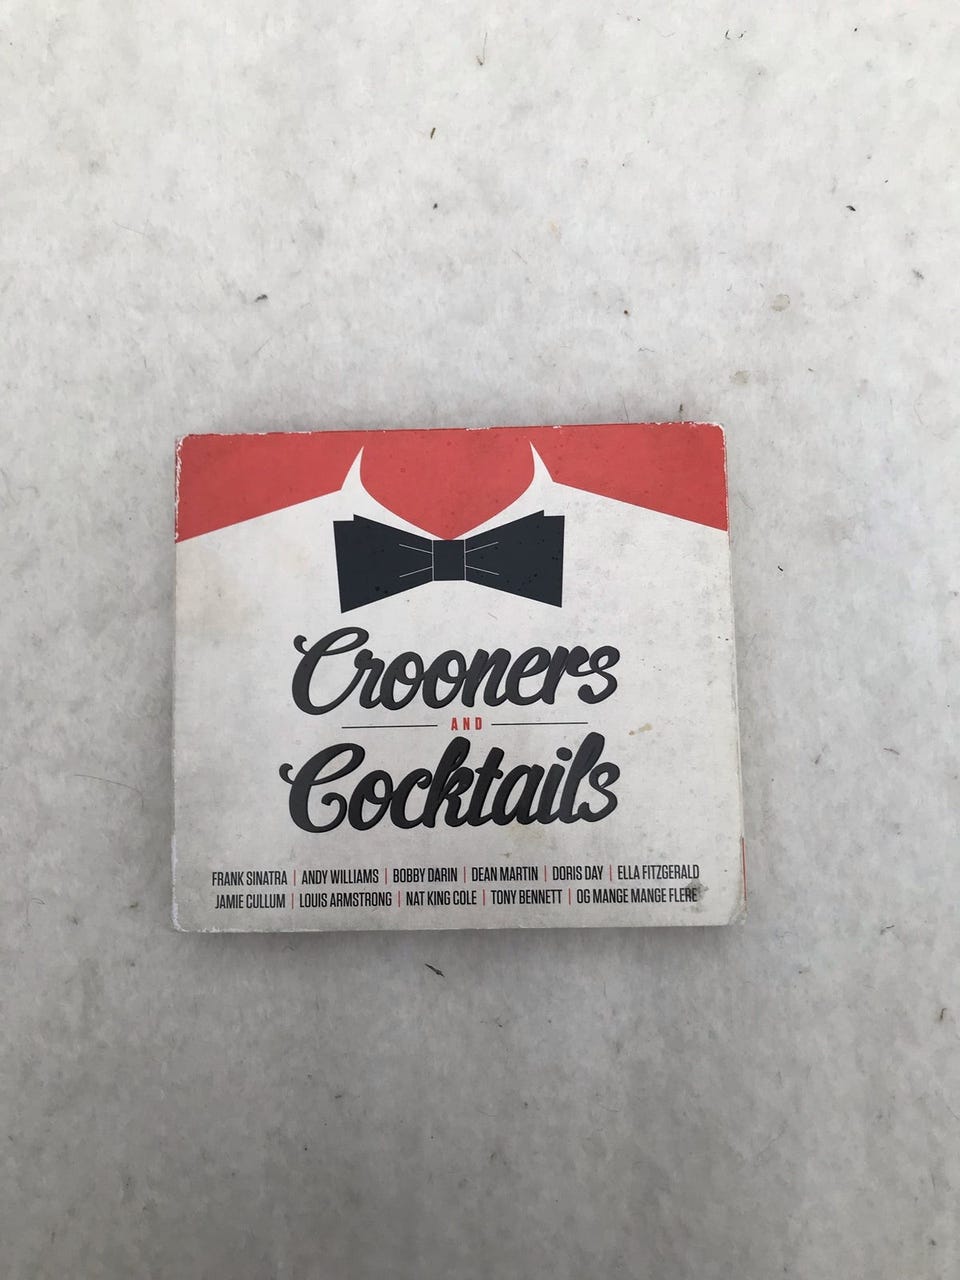 Crooners
AND
Cocktails
FRANK SINATRA | ANDY WILLIAMS | BOBBY DARIN | DEAN MARTIN | DORIS DAY | ELLA FITZGERALD
JAMIE CULLUM | LOUIS ARMSTRONG | NAT KING COLE | TONY BENNETT | OG MANGE MANGE FLERE